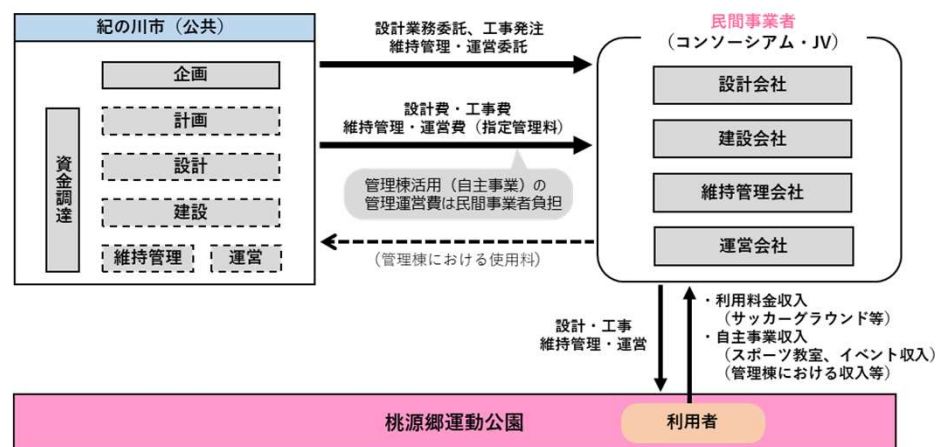 紀の川市（公共）
企画
計画
設計
建設
維持管理
運営
資金調達
設計業務委託、工事発注
維持管理・運営委託
設計費・工事費
維持管理・運営費（指定管理料）
管理棟活用（自主事業）の
管理運営費は民間事業者負担
（管理棟における使用料）
民間事業者
（コンソーシアム・JV）
設計会社
建設会社
維持管理会社
運営会社
設計・工事
維持管理・運営
・利用料金収入
（サッカーグラウンド等）
・自主事業収入
（スポーツ教室、イベント収入）
（管理棟における収入等）
桃源郷運動公園
利用者